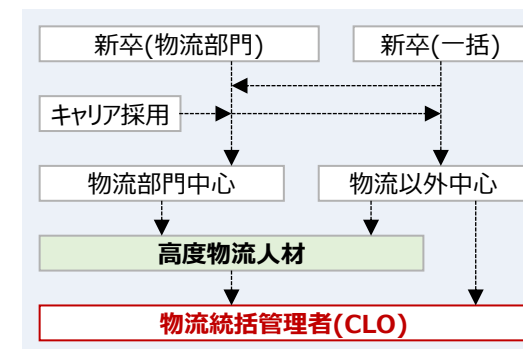 新卒(物流部門)
新卒(一括)
キャリア採用
物流部門中心
物流以外中心
高度物流人材
物流統括管理者(CLO)